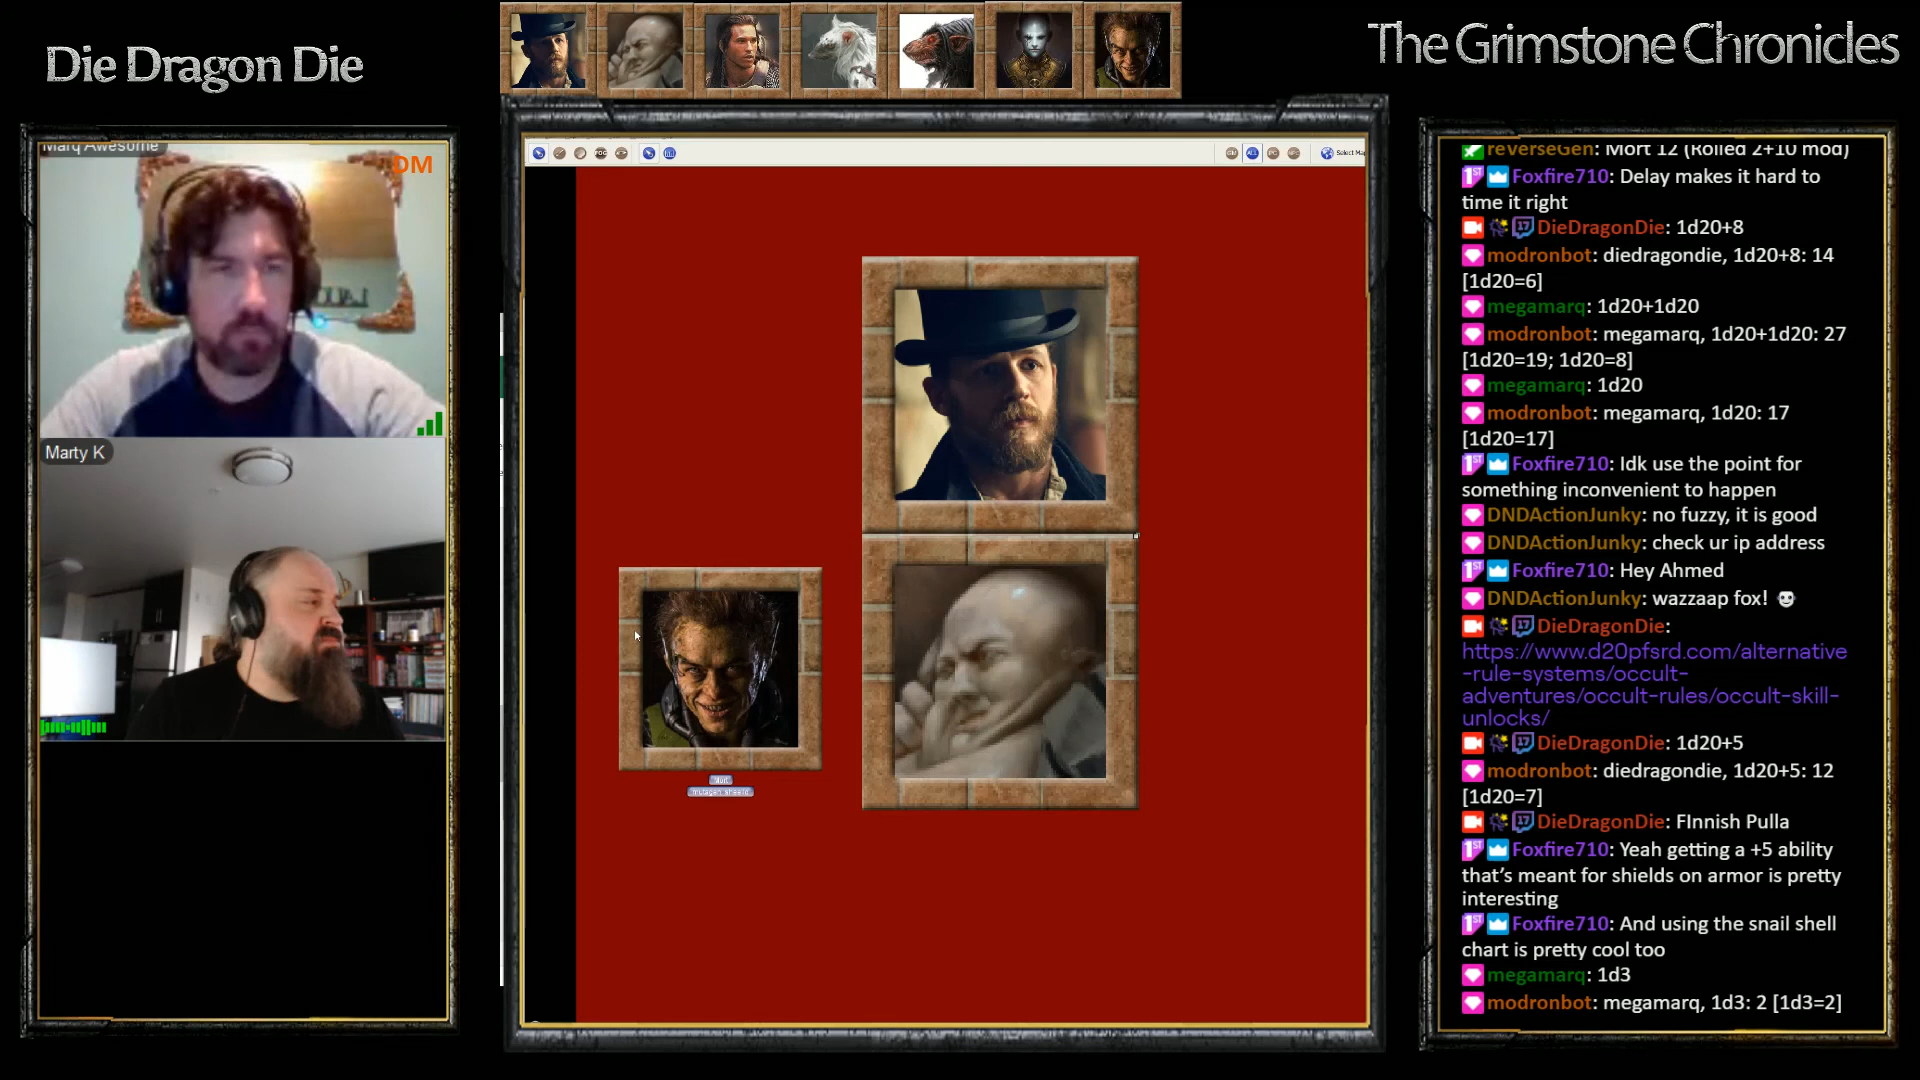 Die Dragon Die
The Grimstone Chronicles
Marq Awesome
DM
Marty K
Select Ma
Mort
reVerseGen: Mort 12 (Rolled 2+10 mod)
Foxfire710: Delay makes it hard to
time it right
DieDragonDie: 1d20+8
modronbot: diedragondie, 1d20+8: 14
[1d20=6]
megamarq: 1d20+1d20
modronbot: megamarq, 1d20+1d20: 27
[1d20=19; 1d20=8]
megamarq: 1d20
modronbot: megamarq, 1d20: 17
[1d20=17]
Foxfire710: Idk use the point for
something inconvenient to happen
DNDActionJunky: no fuzzy, it is good
DNDActionJunky: check ur ip address
Foxfire710: Hey Ahmed
DNDActionJunky: wazzaap fox!
DieDragonDie:
https://www.d20pfsrd.com/alternative
-rule-systems/occult-
adventures/occult-rules/occult-skill-
unlocks/
DieDragonDie: 1d20+5
modronbot: diedragondie, 1d20+5: 12
[1d20=7]
DieDragonDie: FInnish Pulla
Foxfire710: Yeah getting a +5 ability
that's meant for shields on armor is pretty
interesting
Foxfire710: And using the snail shell
chart is pretty cool too
megamarq: 1d3
modronbot: megamarq, 1d3: 2 [1d3=2]